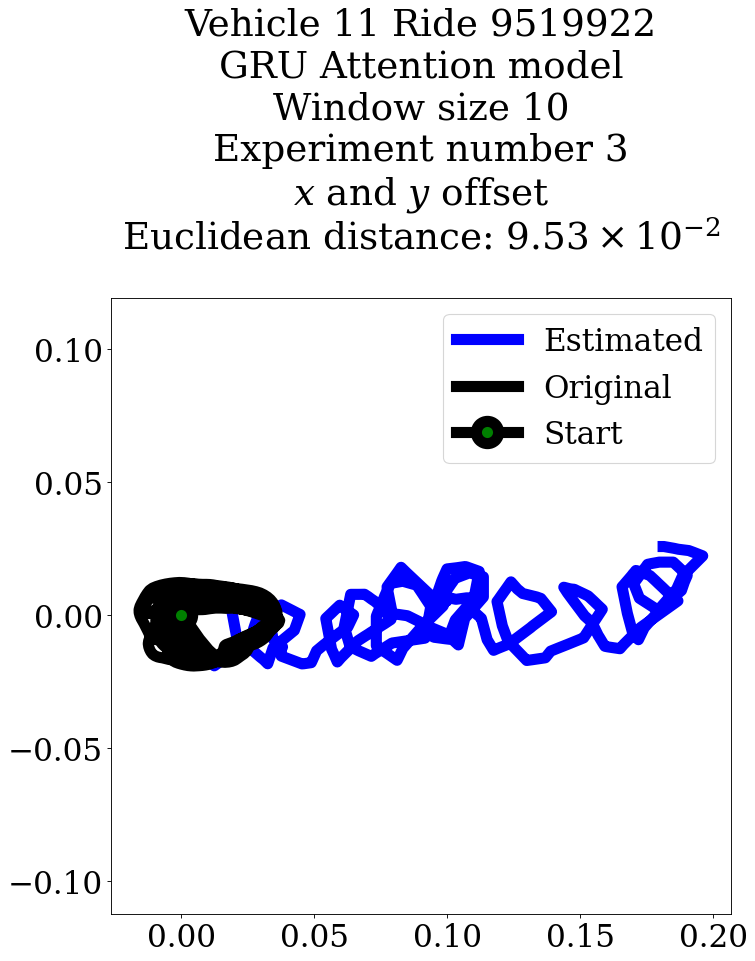 Vehicle 11 Ride 9519922
GRU Attention model
Window size 10
Experiment number 3
x and y offset
Euclidean distance: 9.53 × 10⁻²
Estimated
Original
Start
0.10
0.05
0.00
−0.05
−0.10
0.00 0.05 0.10 0.15 0.20